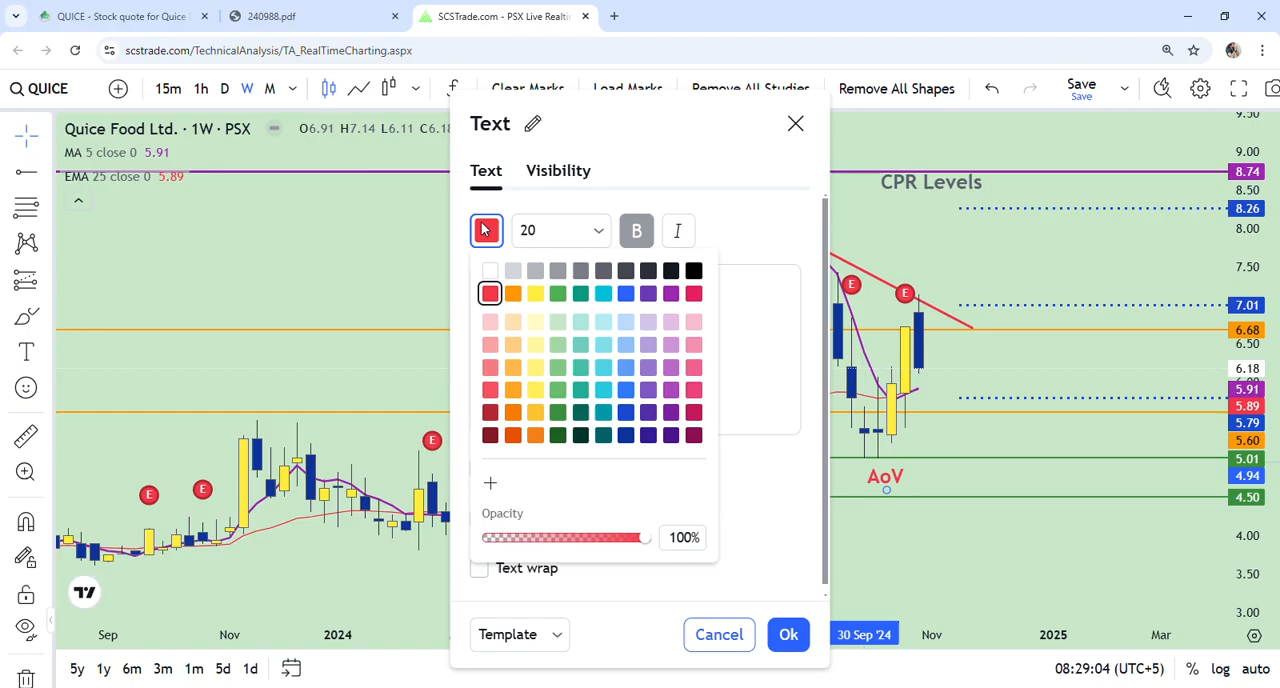 QUICE - Stock quote for Quice
240988.pdf
SCSTrade.com - PSX Live Realtin
scstrade.com/TechnicalAnalysis/TA_RealTimeCharting.aspx
QUICE
15m 1h D W M
Clear Marks
Load Marks
Remove All Studies
Remove All Shapes
Save
Save
Quice Food Ltd. · 1W · PSX
O6.91 H7.14 L6.11 C6.18
MA 5 close 0 5.91
EMA 25 close 0 5.89
Text
Text Visibility
20
B
I
Opacity
100%
Text wrap
Template
Cancel
Ok
CPR Levels
E
E
E
E
E
AoV
9.50
9.00
8.74
8.50
8.26
8.00
7.50
7.01
6.68
6.50
6.18
5.91
5.89
5.79
5.60
5.01
4.94
4.50
4.00
3.50
3.00
Sep Nov 2024 30 Sep '24 Nov 2025 Mar
5y 1y 6m 3m 1m 5d 1d
08:29:04 (UTC+5) % log auto